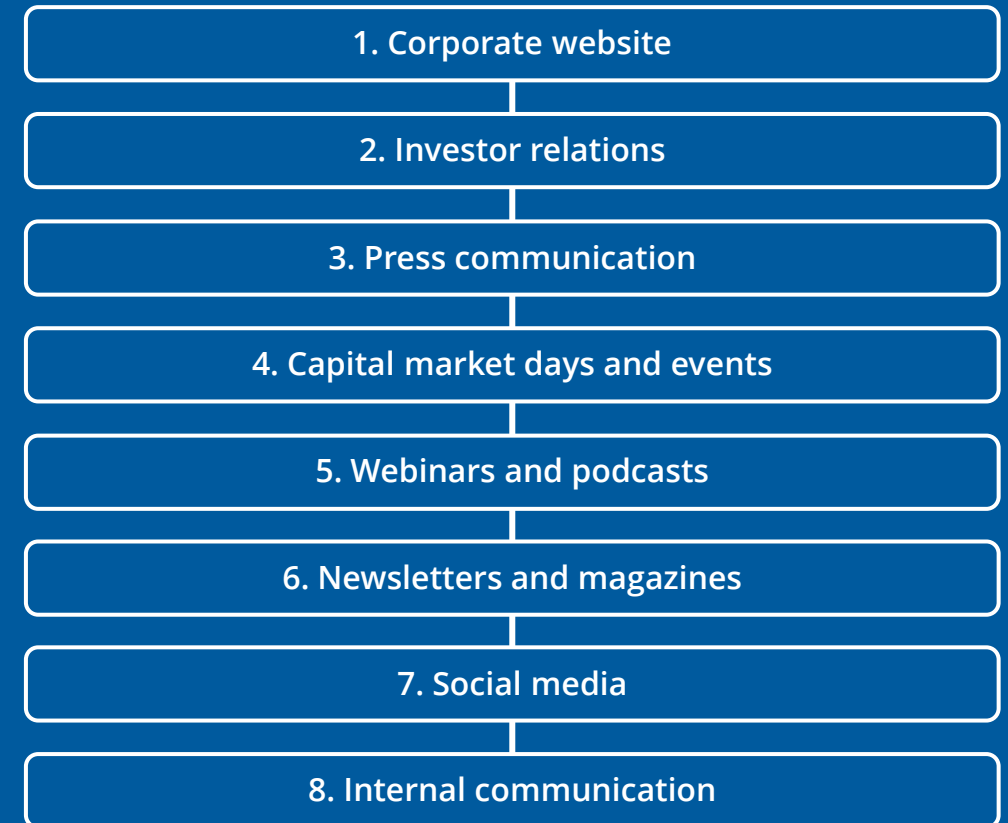 1. Corporate website
2. Investor relations
3. Press communication
4. Capital market days and events
5. Webinars and podcasts
6. Newsletters and magazines
7. Social media
8. Internal communication